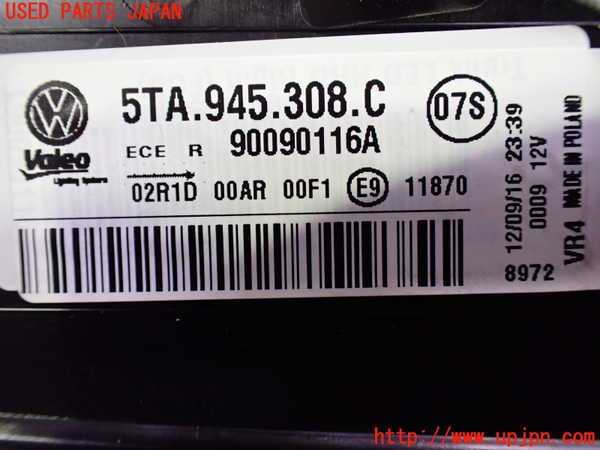 USED PARTS JAPAN
5TA.945.308.C
07S
Valeo
Lighting Systems
ECE R 90090116A
02R1D 00AR 00F1 E9 11870
12/09/16 23:39
0009 12V
8972
VR4 MADE IN POLAND
http://www.upjpn.com/